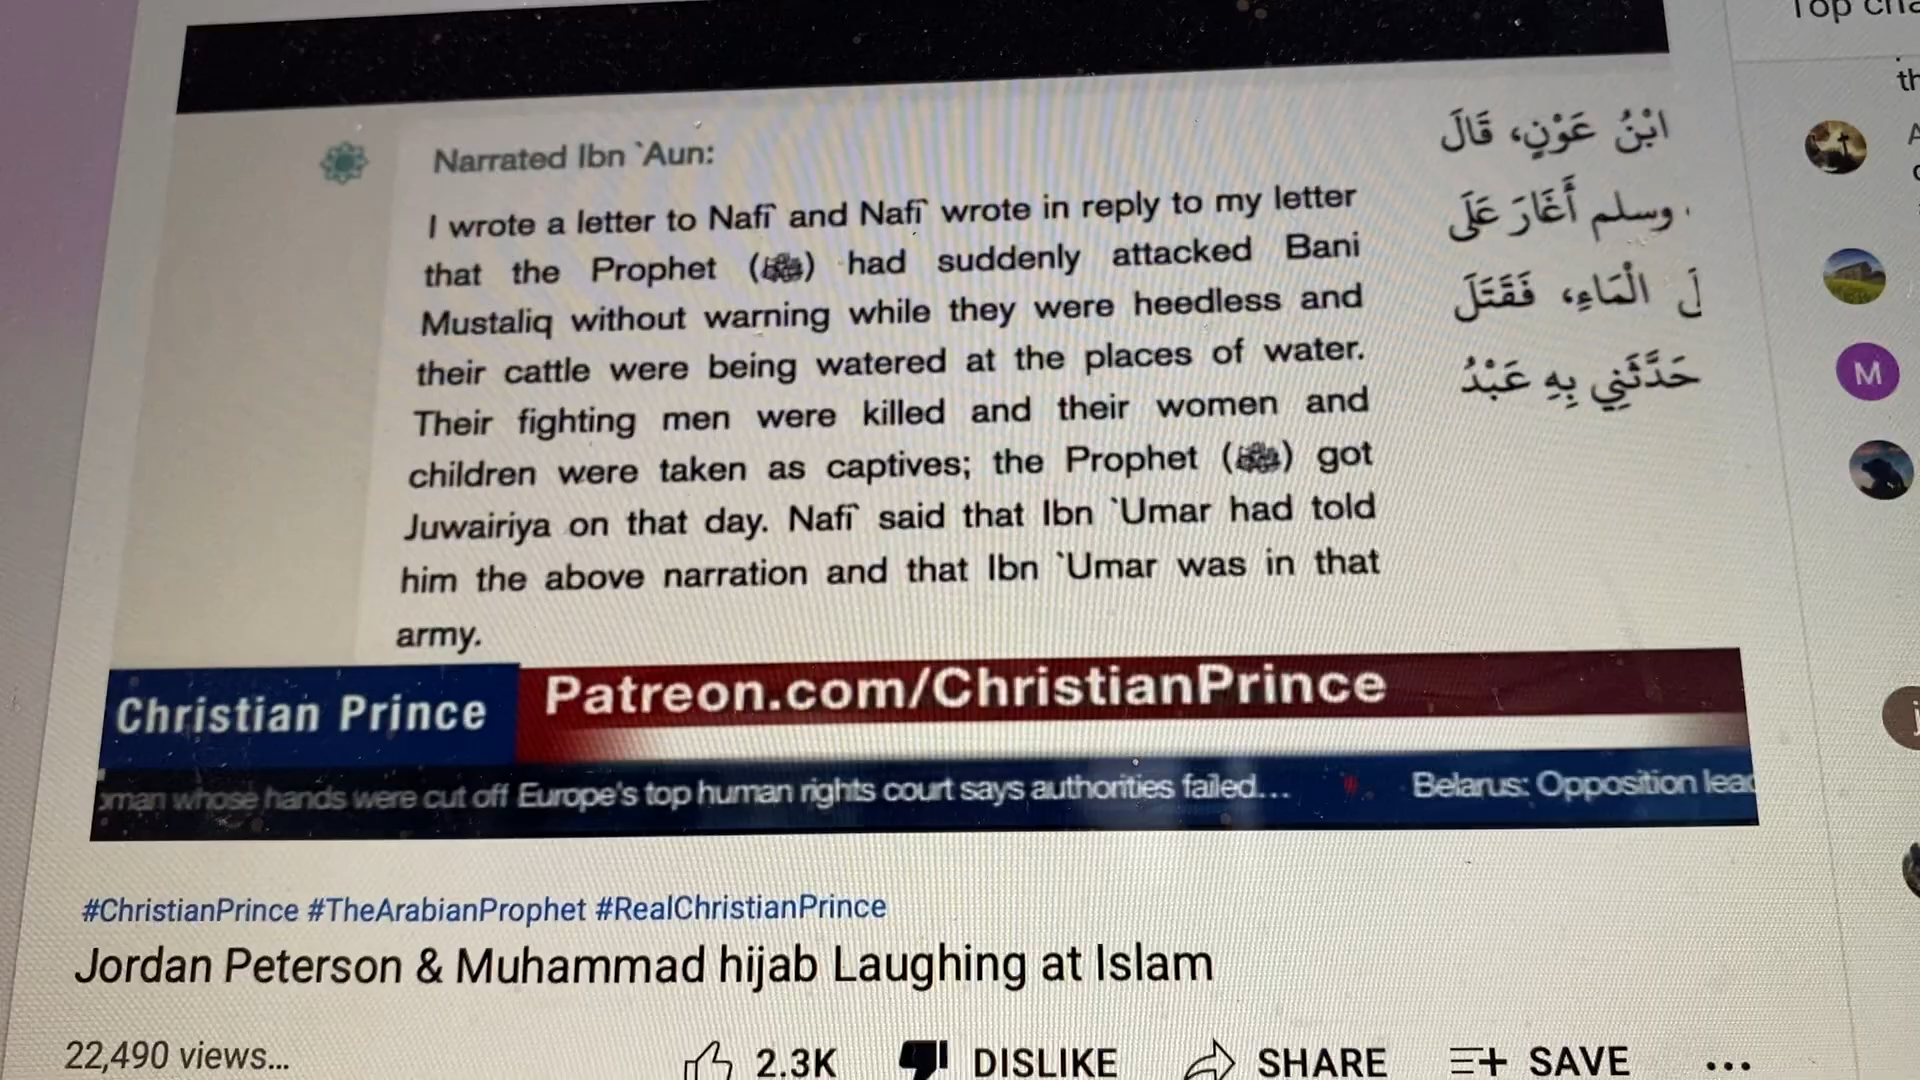 Top
th
Narrated Ibn `Aun:
I wrote a letter to Nafi` and Nafi` wrote in reply to my letter
that the Prophet (ﷺ) had suddenly attacked Bani
Mustaliq without warning while they were heedless and
their cattle were being watered at the places of water.
Their fighting men were killed and their women and
children were taken as captives; the Prophet (ﷺ) got
Juwairiya on that day. Nafi` said that Ibn `Umar had told
him the above narration and that Ibn `Umar was in that
army.
ابْنُ عَوْنٍ، قَالَ
وسلم أَغَارَ عَلَى
الْمَاءِ، فَقَتَلَ
حَدَّثَنِي بِهِ عَبْدُ
M
Christian Prince
Patreon.com/ChristianPrince
whose hands were cut off Europe's top human rights court says authorities failed... Belarus: Opposition
#ChristianPrince #TheArabianProphet #RealChristianPrince
Jordan Peterson & Muhammad hijab Laughing at Islam
22,490 views...
2.3K
DISLIKE
SHARE
SAVE